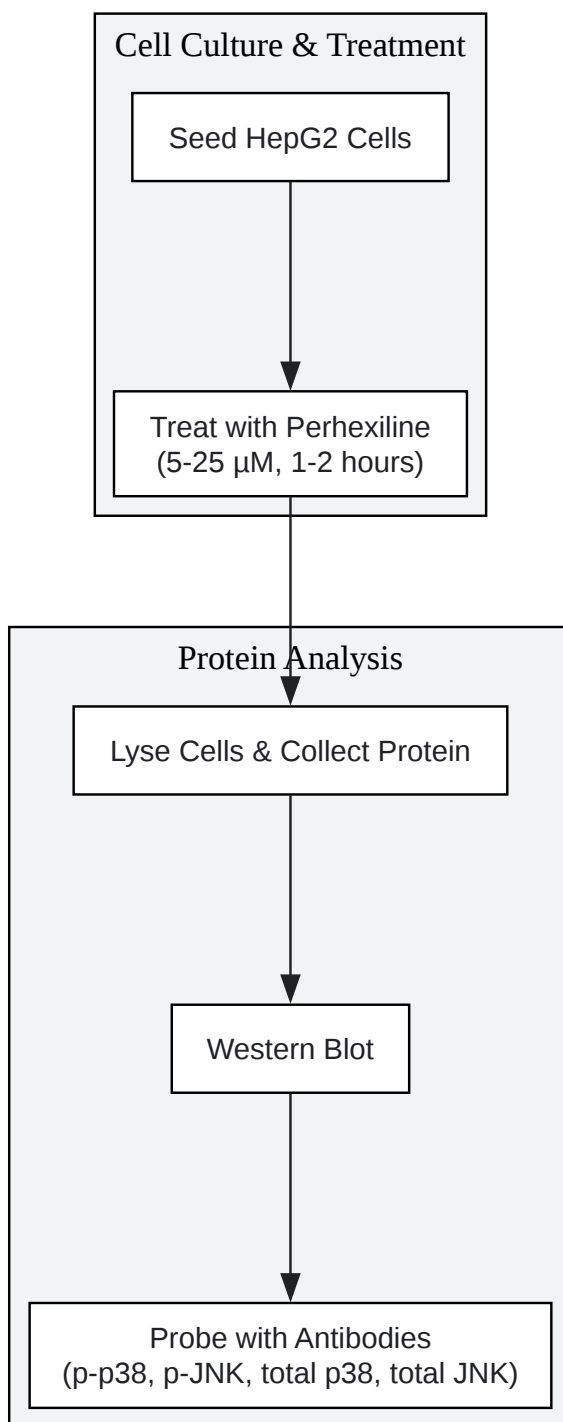 Cell Culture & Treatment
Seed HepG2 Cells
Treat with Perhexiline
(5-25 µM, 1-2 hours)
Protein Analysis
Lyse Cells & Collect Protein
Western Blot
Probe with Antibodies
(p-p38, p-JNK, total p38, total JNK)